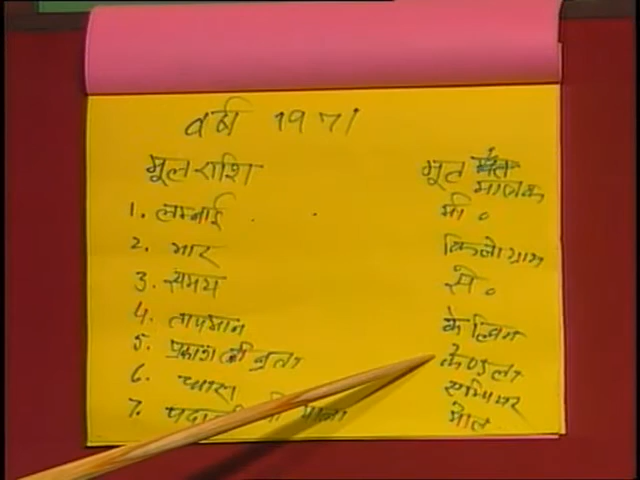 वर्ष 1971
मूल राशि मूल मात्रक
1. लम्बाई मी०
2. भार किलोग्राम
3. समय से०
4. तापमान केल्विन
5. प्रकाश की कैण्डला
6. धारा एम्पियर
7. की मात्रा मोल